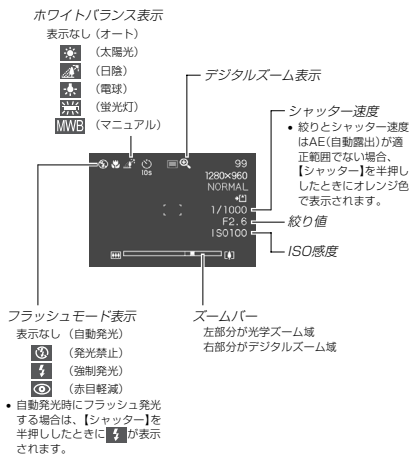 ホワイトバランス表示
表示なし（オート）
（太陽光）
（日陰）
（電球）
（蛍光灯）
MWB （マニュアル）
デジタルズーム表示
シャッター速度
• 絞りとシャッター速度
はAE（自動露出）が適
正範囲でない場合、
【シャッター】を半押し
したときにオレンジ色
で表示されます。
10s
99
1280×960
NORMAL
1/1000
F2.6
ISO100
絞り値
ISO感度
フラッシュモード表示
表示なし（自動発光）
（発光禁止）
（強制発光）
（赤目軽減）
• 自動発光時にフラッシュ発光
する場合は、【シャッター】を
半押ししたときに が表示
されます。
ズームバー
左部分が光学ズーム域
右部分がデジタルズーム域